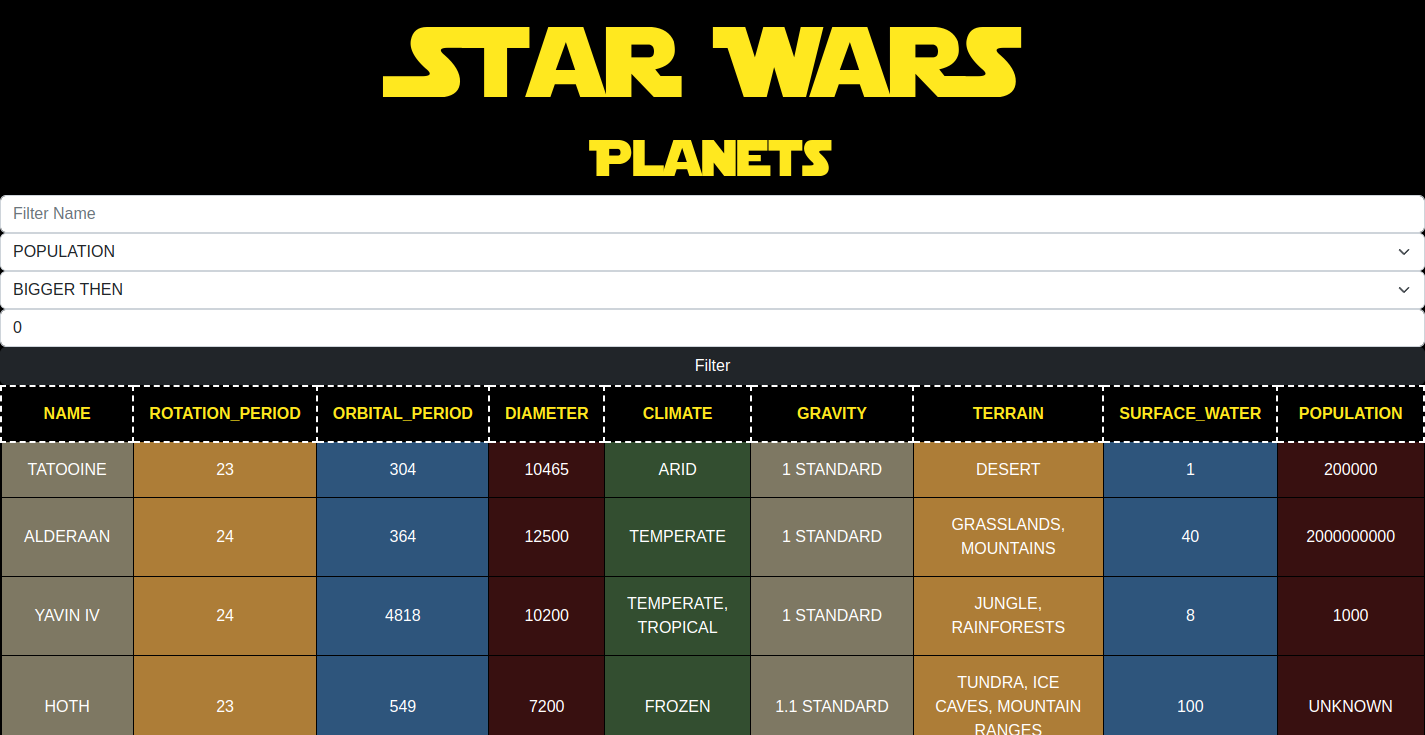 STAR WARS
PLANETS
Filter Name
POPULATION
BIGGER THEN
0
Filter
NAME ROTATION_PERIOD ORBITAL_PERIOD DIAMETER CLIMATE GRAVITY TERRAIN SURFACE_WATER POPULATION
TATOOINE 23 304 10465 ARID 1 STANDARD DESERT 1 200000
ALDERAAN 24 364 12500 TEMPERATE 1 STANDARD GRASSLANDS,
MOUNTAINS 40 2000000000
YAVIN IV 24 4818 10200 TEMPERATE,
TROPICAL 1 STANDARD JUNGLE,
RAINFORESTS 8 1000
HOTH 23 549 7200 FROZEN 1.1 STANDARD TUNDRA, ICE
CAVES, MOUNTAIN
RANGES 100 UNKNOWN